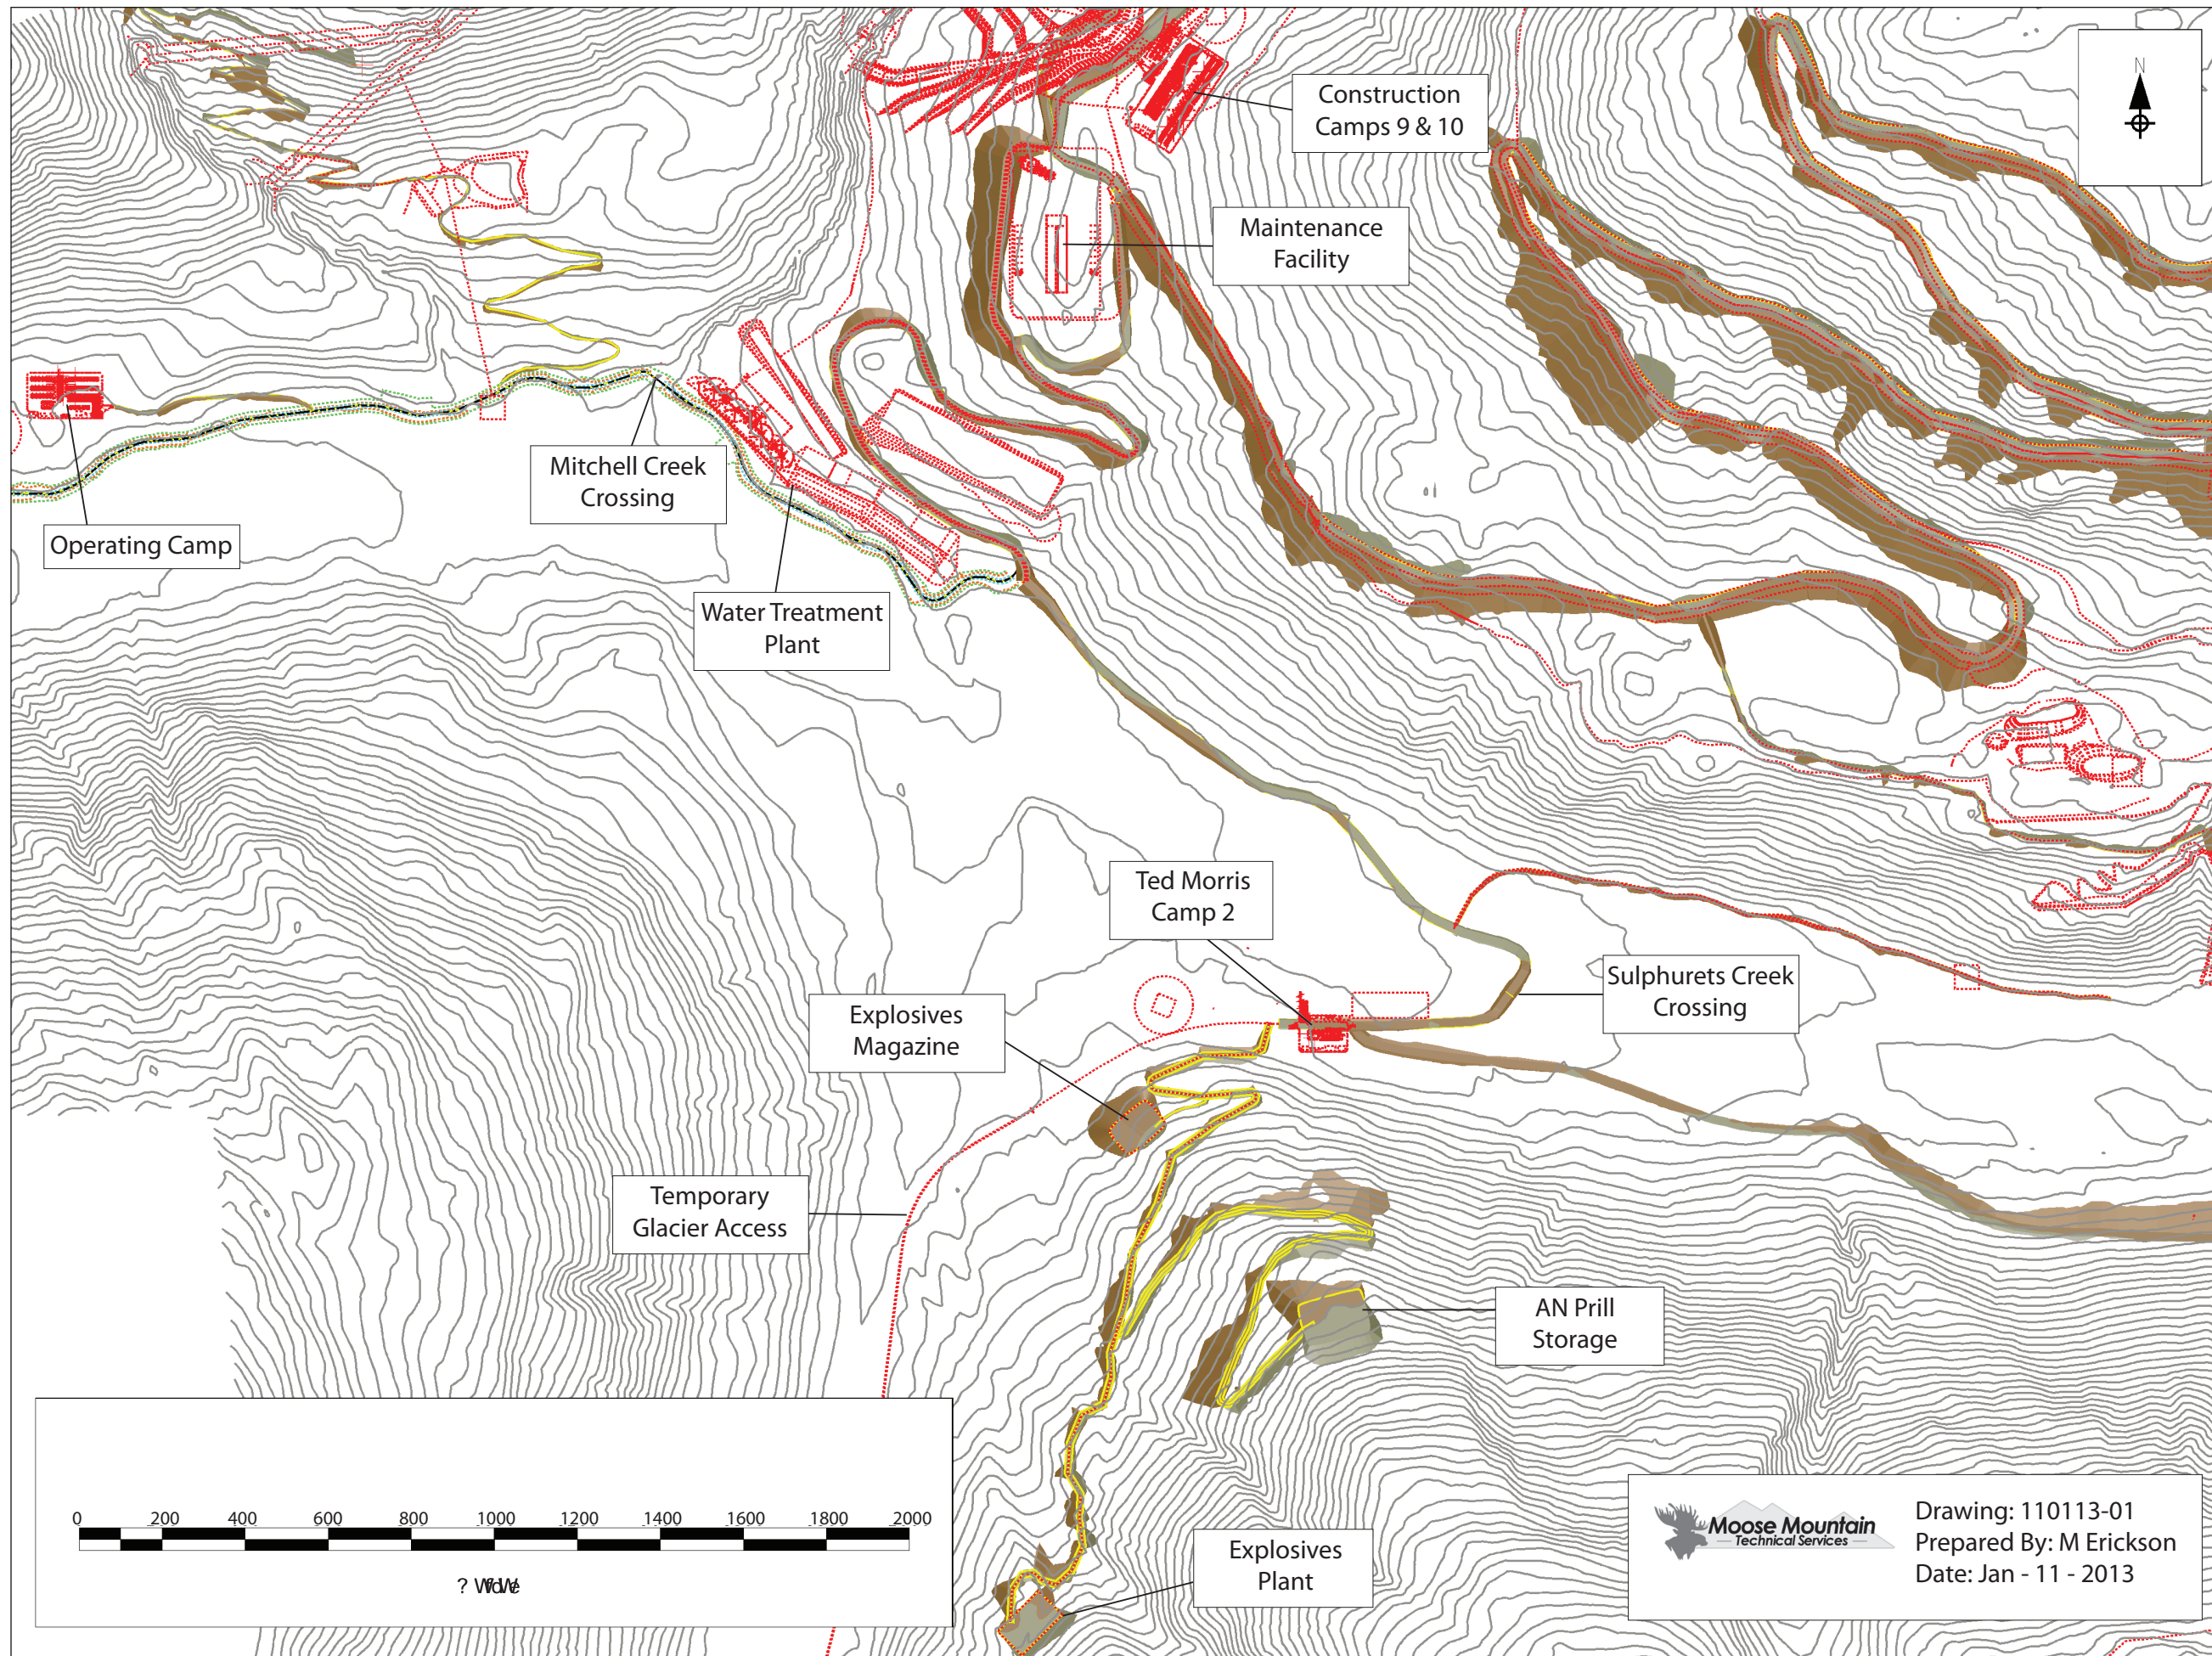 N
Construction
Camps 9 & 10
Maintenance
Facility
Mitchell Creek
Crossing
Operating Camp
Water Treatment
Plant
Ted Morris
Camp 2
Sulphurets Creek
Crossing
Explosives
Magazine
Temporary
Glacier Access
AN Prill
Storage
Explosives
Plant
0 200 400 600 800 1000 1200 1400 1600 1800 2000
Moose Mountain
Technical Services
Drawing: 110113-01
Prepared By: M Erickson
Date: Jan - 11 - 2013